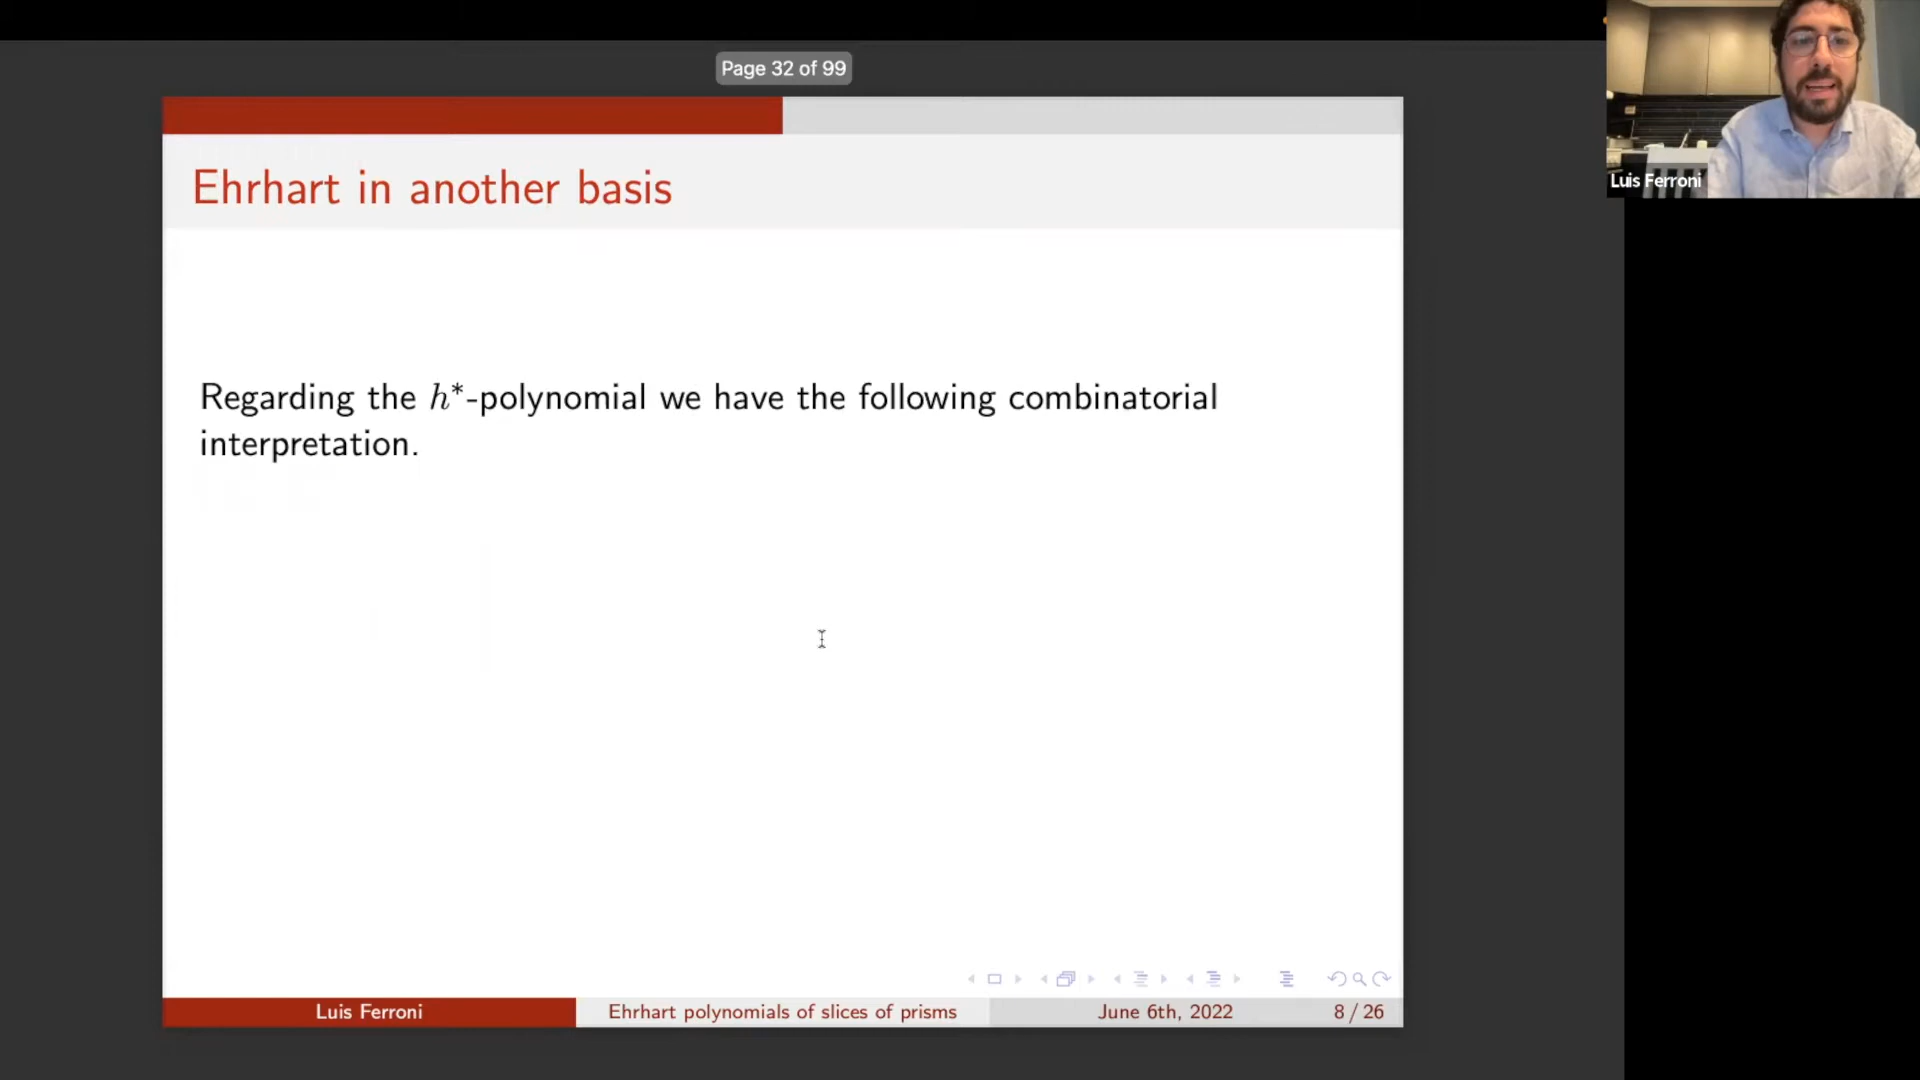 Page 32 of 99
Luis Ferroni
Ehrhart in another basis
Regarding the h*-polynomial we have the following combinatorial
interpretation.
Luis Ferroni
Ehrhart polynomials of slices of prisms
June 6th, 2022
8 / 26